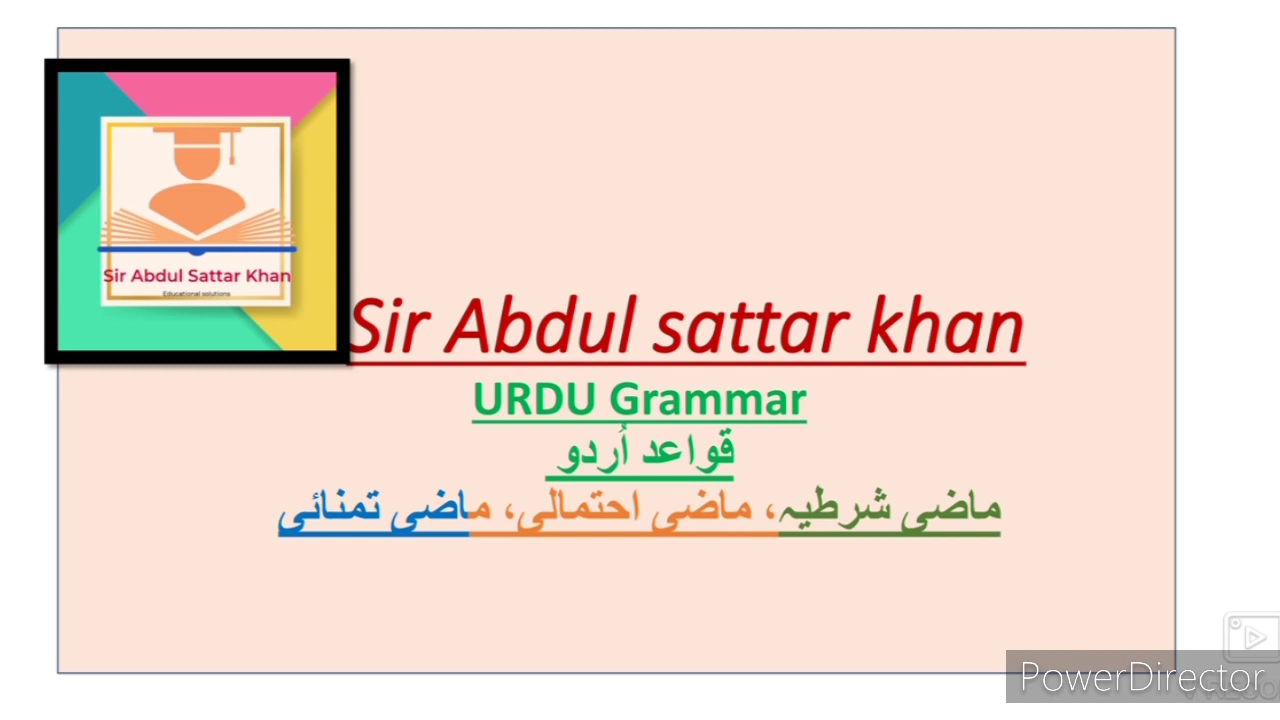 Sir Abdul Sattar Khan
Educational solutions
Sir Abdul sattar khan
URDU Grammar
قواعد اُردو
ماضی شرطیہ، ماضی احتمالی، ماضی تمنائی
PowerDirector